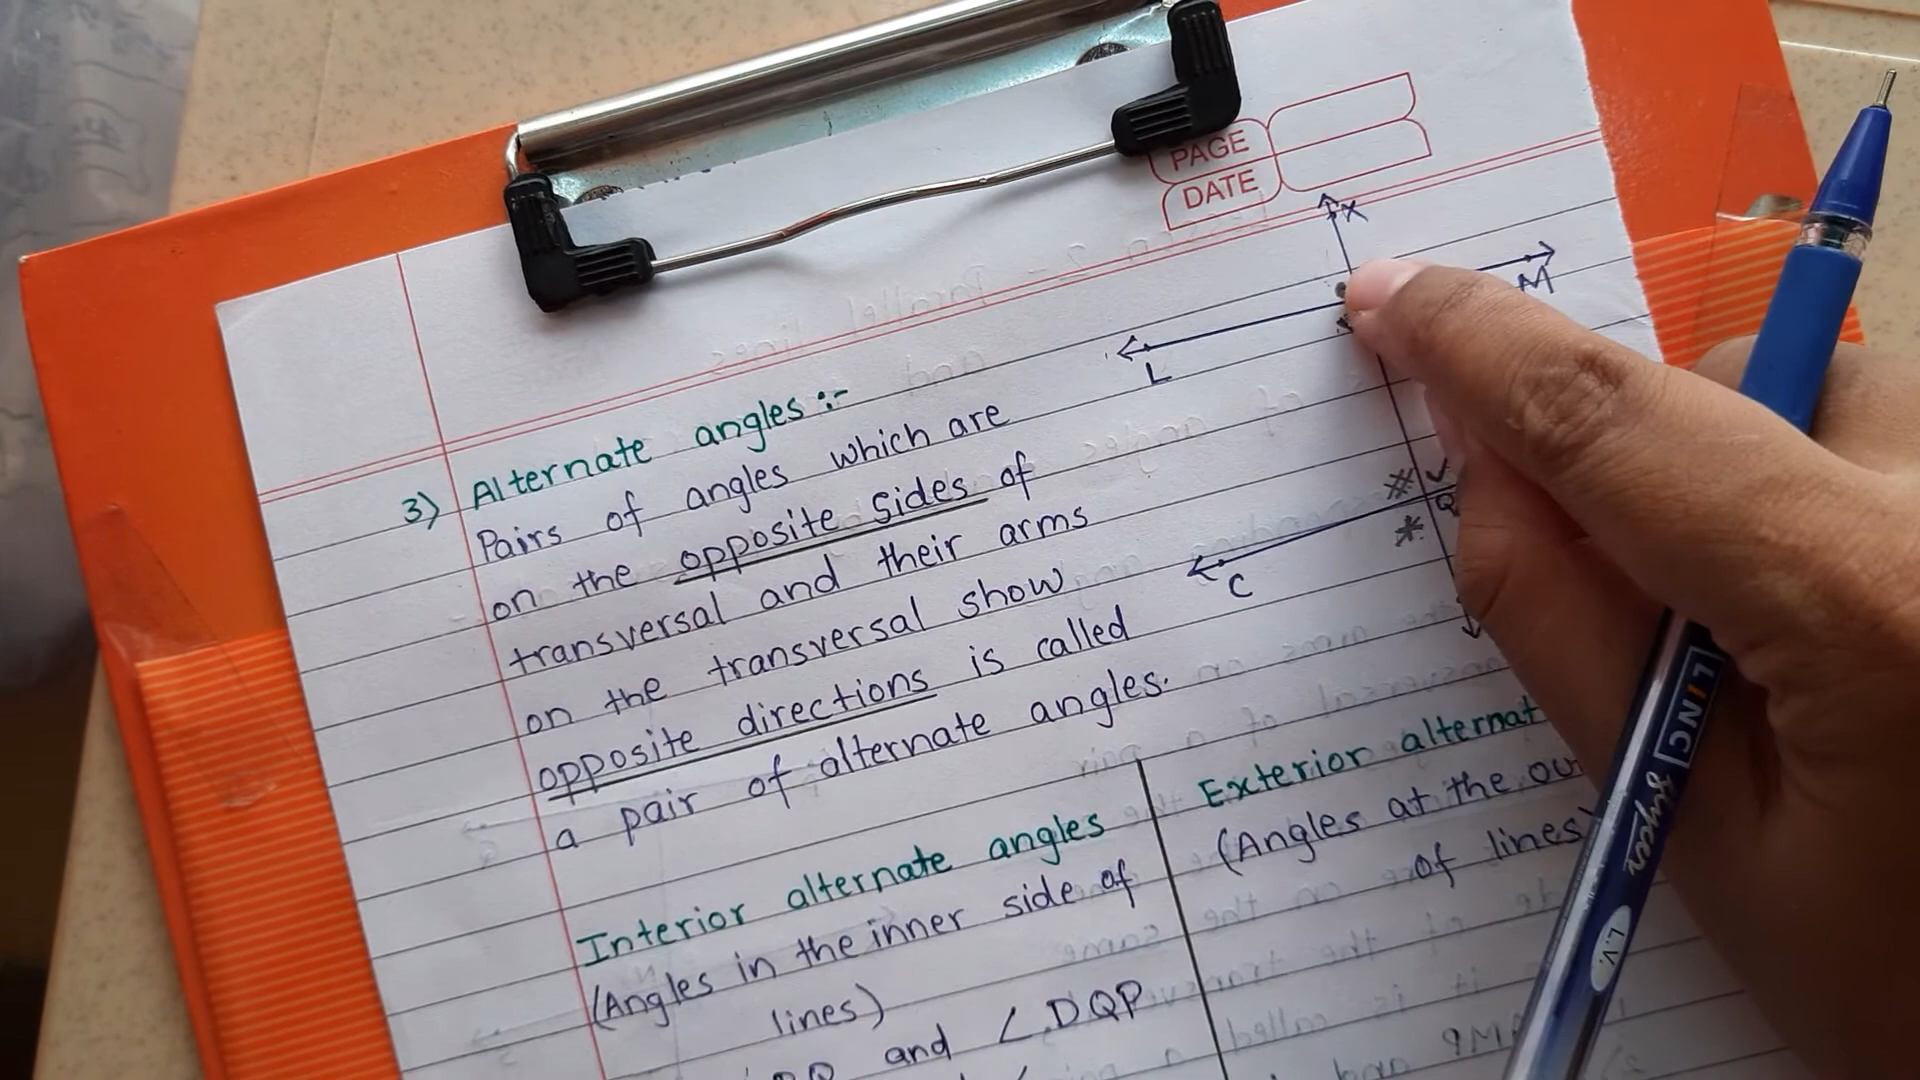 PAGE
DATE
X
M
L
Q
C
3) Alternate angles :-
Pairs of angles which are
on the opposite sides of
transversal and their arms
on the transversal show
opposite directions is called
a pair of alternate angles.
Interior alternate angles
(Angles in the inner side of
lines)
and ∠DQP
Exterior alternat
(Angles at the ou
of lines)
LINC
glycer
L.V.